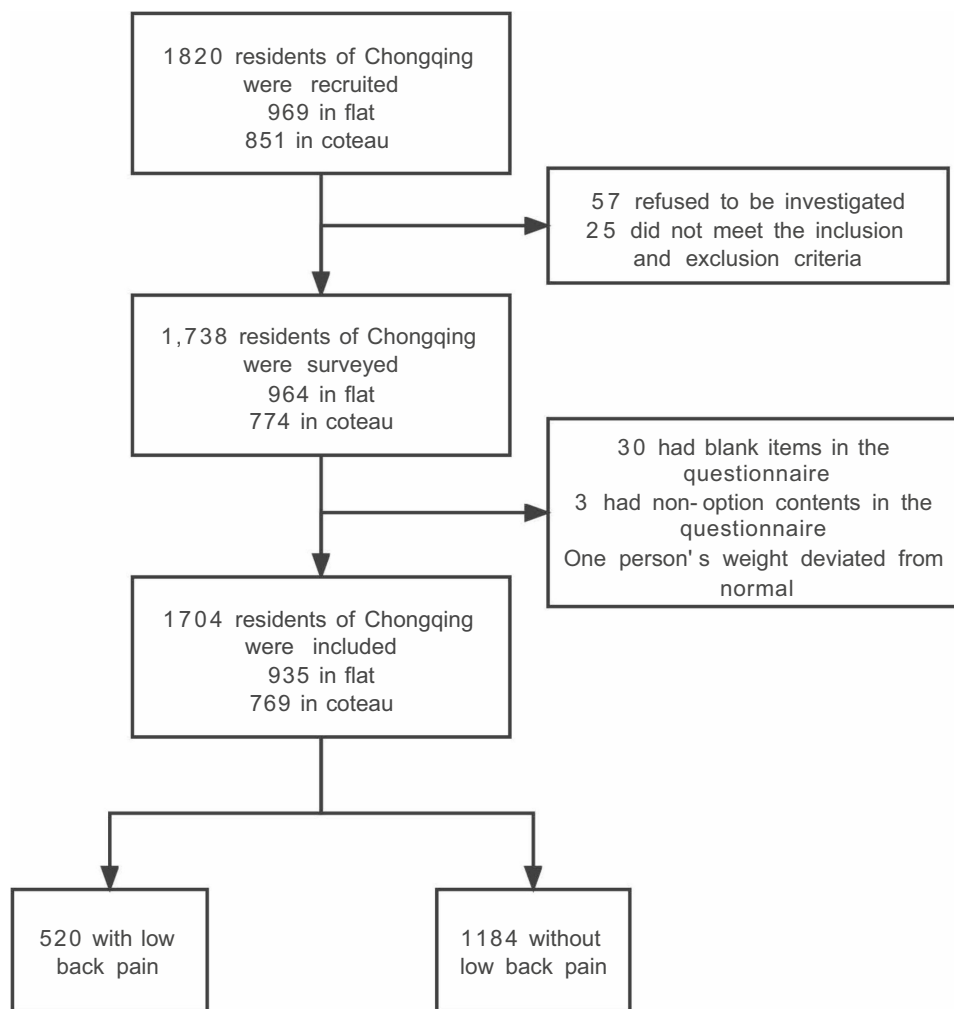 1820 residents of Chongqing
were recruited
969 in flat
851 in coteau
57 refused to be investigated
25 did not meet the inclusion
and exclusion criteria
1,738 residents of Chongqing
were surveyed
964 in flat
774 in coteau
30 had blank items in the
questionnaire
3 had non-option contents in the
questionnaire
One person's weight deviated from
normal
1704 residents of Chongqing
were included
935 in flat
769 in coteau
520 with low
back pain
1184 without
low back pain